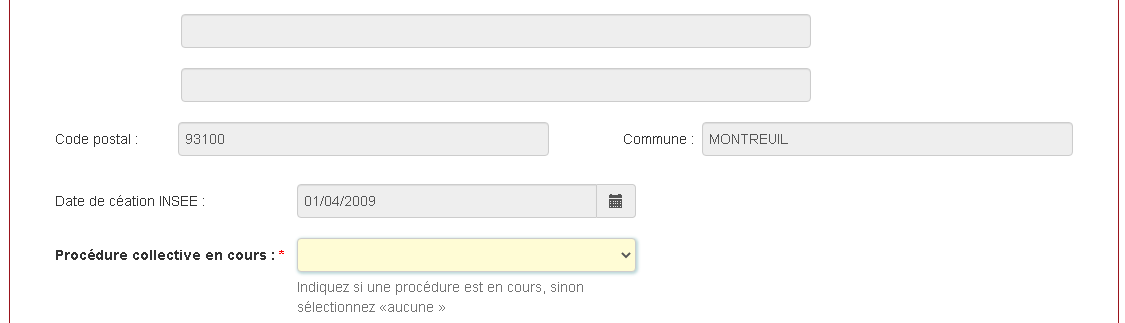 Code postal : 93100 Commune : MONTREUIL
Date de céation INSEE : 01/04/2009
Procédure collective en cours : *
Indiquez si une procédure est en cours, sinon
sélectionnez «aucune »